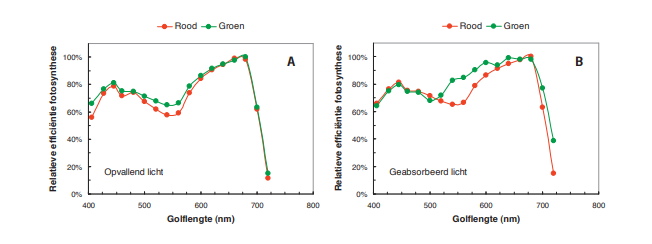 Rood Groen
Relatieve efficiëntie fotosynthese
100%
80%
60%
40%
20%
0%
A
Opvallend licht
400 500 600 700 800
Golflengte (nm)
Rood Groen
Relatieve efficiëntie fotosynthese
100%
80%
60%
40%
20%
0%
B
Geabsorbeerd licht
400 500 600 700 800
Golflengte (nm)